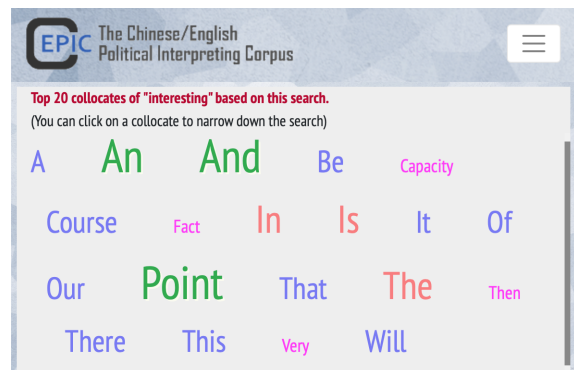 CEPIC The Chinese/English
Political Interpreting Corpus
Top 20 collocates of "interesting" based on this search.
(You can click on a collocate to narrow down the search)
A An And Be Capacity
Course Fact In Is It Of
Our Point That The Then
There This Very Will